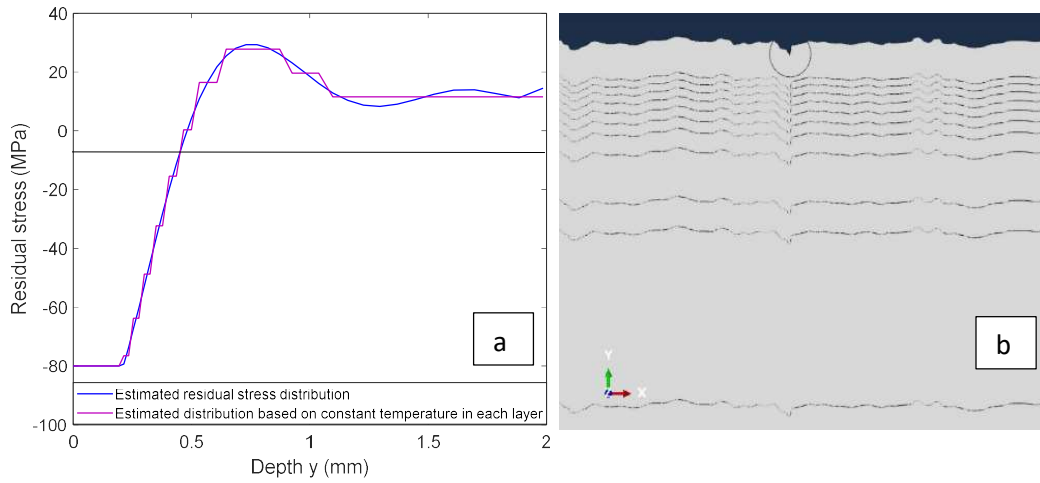 40
20
0
-20
-40
-60
-80
-100
Residual stress (MPa)
a
Estimated residual stress distribution
Estimated distribution based on constant temperature in each layer
0
0.5
1
1.5
2
Depth y (mm)
b
Y
X